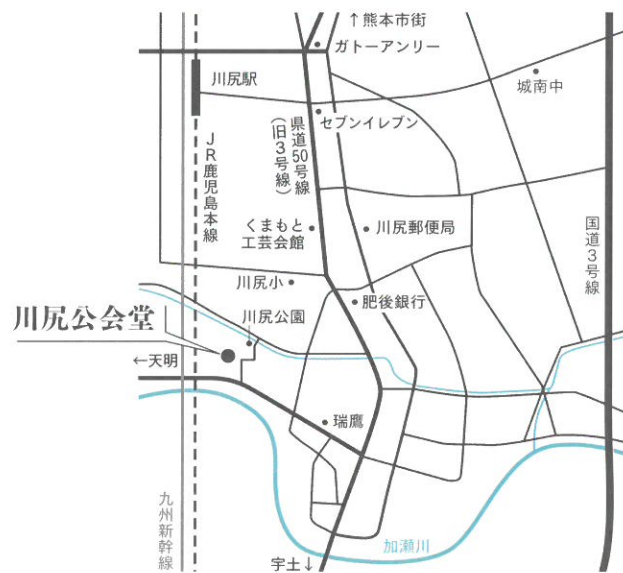 ↑熊本市街
ガトーアンリー
川尻駅
城南中
セブンイレブン
県道50号線
(旧3号線)
JR鹿児島本線
くまもと
工芸会館
川尻郵便局
国道3号線
川尻小
肥後銀行
川尻公園
川尻公会堂
←天明
瑞鷹
九州新幹線
加瀬川
宇土↓